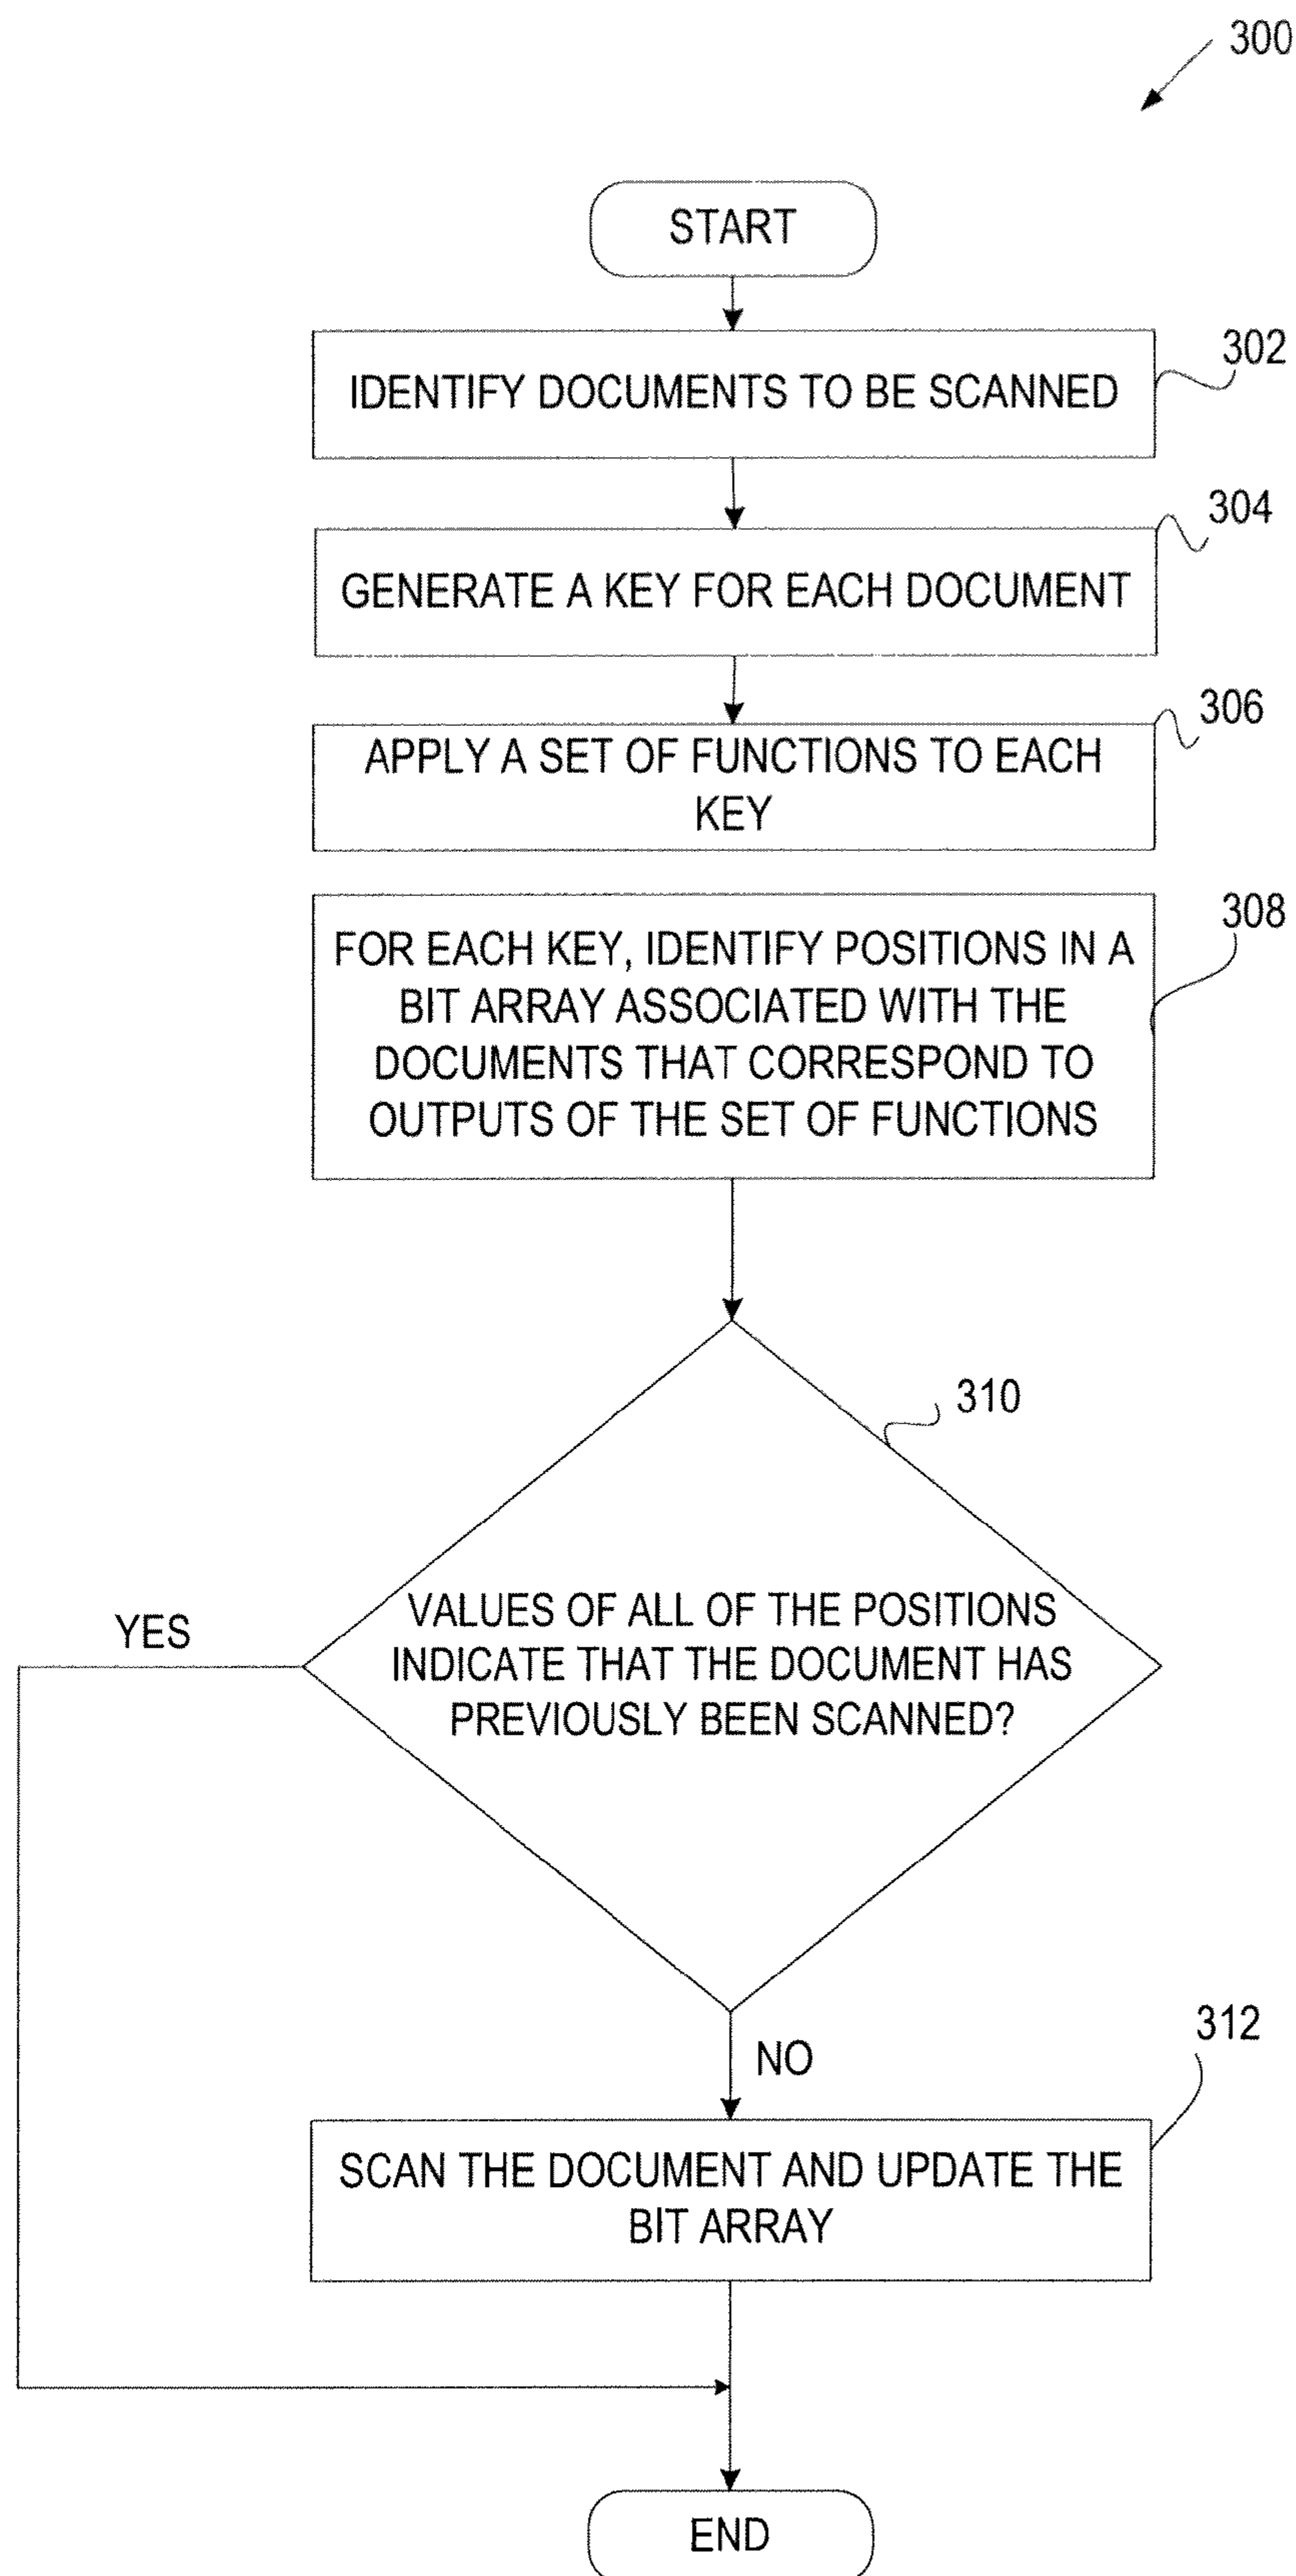 300
START
302
IDENTIFY DOCUMENTS TO BE SCANNED
304
GENERATE A KEY FOR EACH DOCUMENT
306
APPLY A SET OF FUNCTIONS TO EACH
KEY
308
FOR EACH KEY, IDENTIFY POSITIONS IN A
BIT ARRAY ASSOCIATED WITH THE
DOCUMENTS THAT CORRESPOND TO
OUTPUTS OF THE SET OF FUNCTIONS
310
VALUES OF ALL OF THE POSITIONS
INDICATE THAT THE DOCUMENT HAS
PREVIOUSLY BEEN SCANNED?
YES
NO
312
SCAN THE DOCUMENT AND UPDATE THE
BIT ARRAY
END